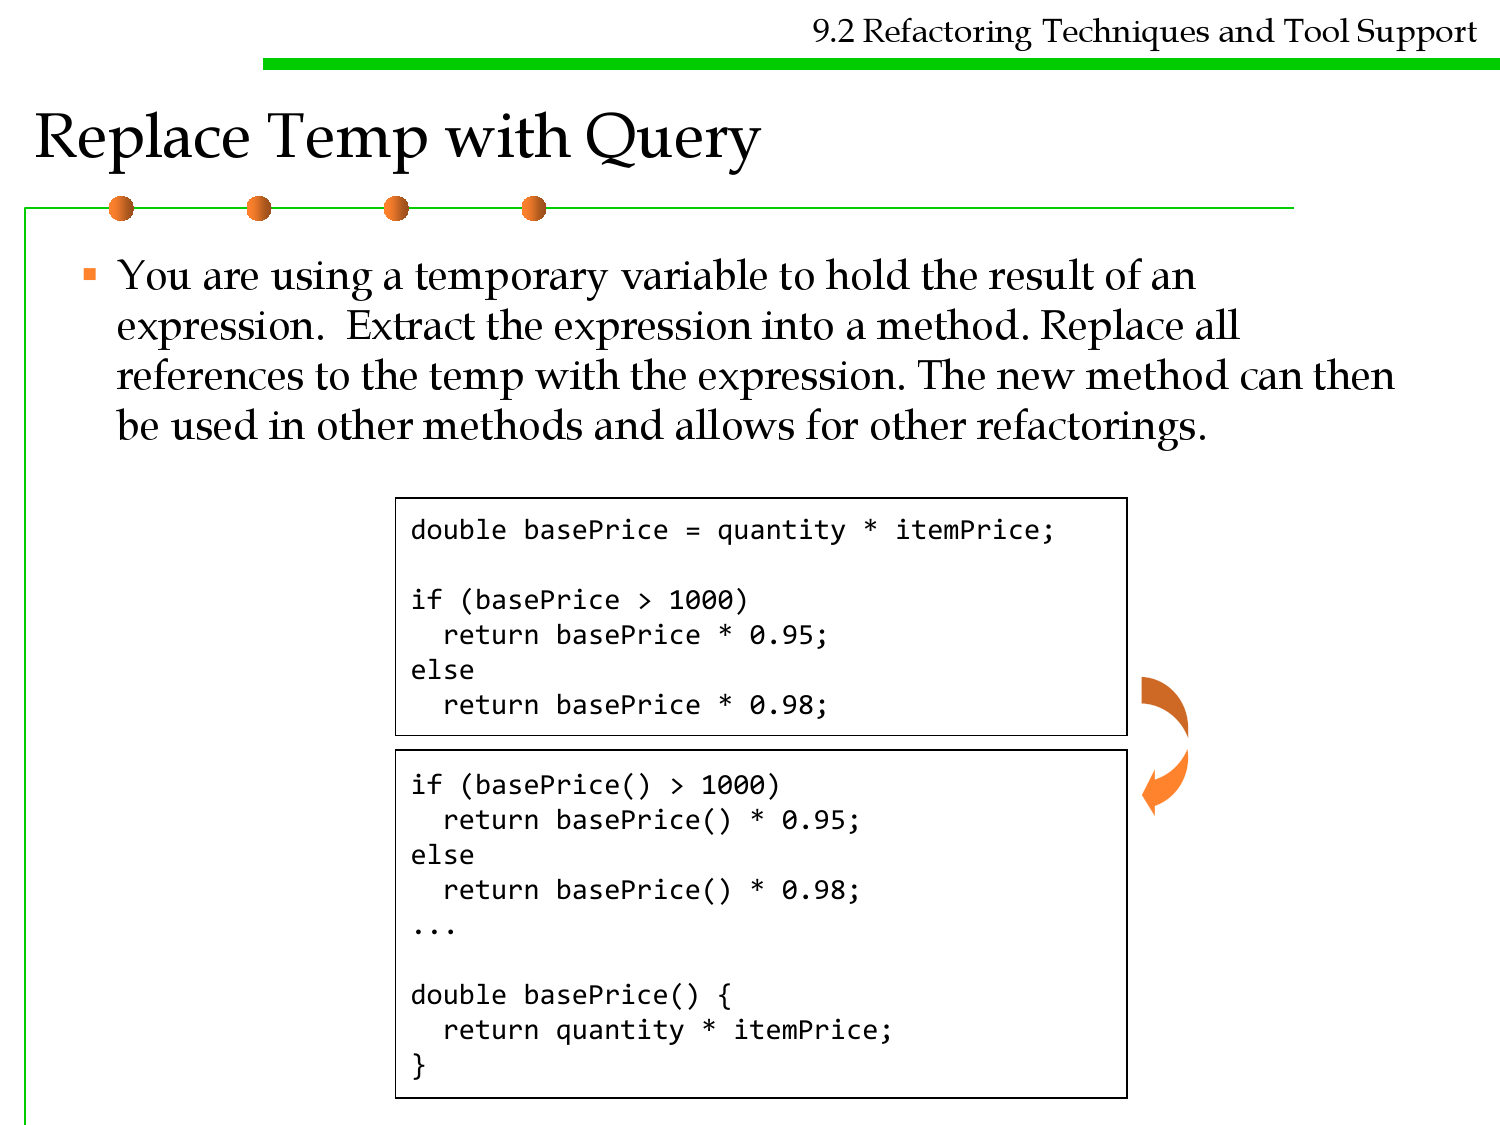 9.2 Refactoring Techniques and Tool Support
Replace Temp with Query
You are using a temporary variable to hold the result of an
expression.  Extract the expression into a method. Replace all
references to the temp with the expression. The new method can then
be used in other methods and allows for other refactorings.
double basePrice = quantity * itemPrice;
if (basePrice > 1000)
  return basePrice * 0.95;
else
  return basePrice * 0.98;
if (basePrice() > 1000)
  return basePrice() * 0.95;
else
  return basePrice() * 0.98;
...
double basePrice() {
  return quantity * itemPrice;
}